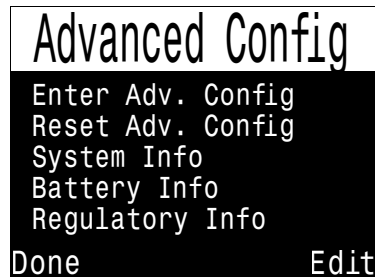 Advanced Config
Enter Adv. Config
Reset Adv. Config
System Info
Battery Info
Regulatory Info
Done Edit